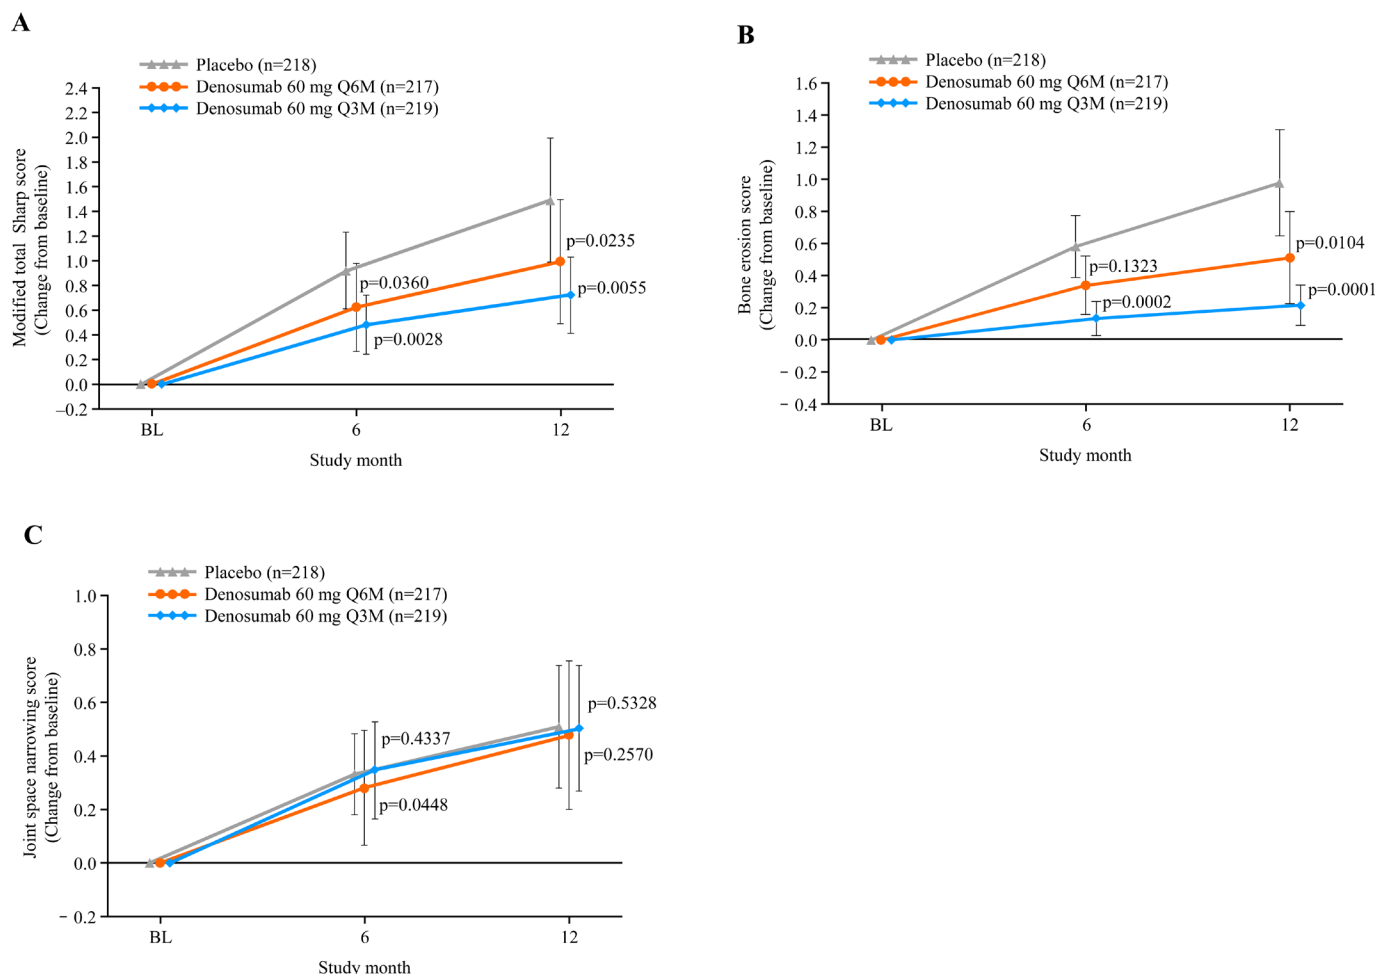 A
Placebo (n=218)
Denosumab 60 mg Q6M (n=217)
Denosumab 60 mg Q3M (n=219)
Modified total Sharp score
(Change from baseline)
2.4
2.2
2.0
1.8
1.6
1.4
1.2
1.0
0.8
0.6
0.4
0.2
0.0
–0.2
p=0.0235
p=0.0360
p=0.0055
p=0.0028
BL
6
12
Study month
B
Placebo (n=218)
Denosumab 60 mg Q6M (n=217)
Denosumab 60 mg Q3M (n=219)
Bone erosion score
(Change from baseline)
1.6
1.4
1.2
1.0
0.8
0.6
0.4
0.2
0.0
– 0.2
– 0.4
p=0.0104
p=0.1323
p=0.0001
p=0.0002
BL
6
12
Study month
C
Placebo (n=218)
Denosumab 60 mg Q6M (n=217)
Denosumab 60 mg Q3M (n=219)
Joint space narrowing score
(Change from baseline)
1.0
0.8
0.6
0.4
0.2
0.0
– 0.2
p=0.5328
p=0.4337
p=0.2570
p=0.0448
BL
6
12
Study month